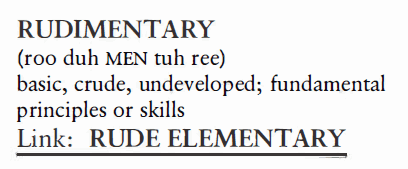 RUDIMENTARY
(roo duh MEN tuh ree)
basic, crude, undeveloped; fundamental
principles or skills
Link: RUDE ELEMENTARY